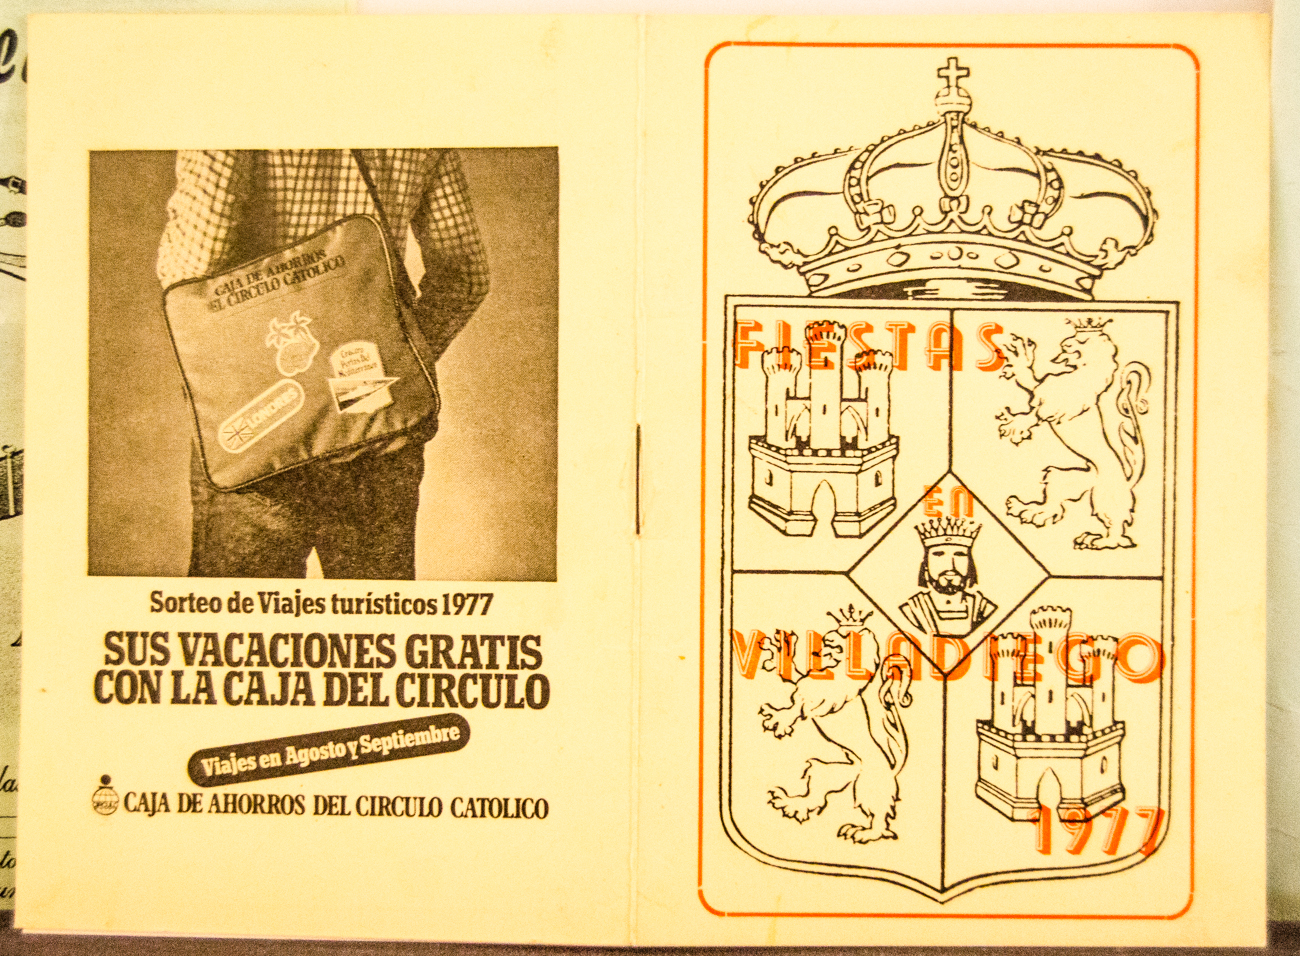 CAJA DE AHORROS
EL CIRCULO CATOLICO
LONDRES
Sorteo de Viajes turísticos 1977
SUS VACACIONES GRATIS
CON LA CAJA DEL CIRCULO
Viajes en Agosto y Septiembre
CAJA DE AHORROS DEL CIRCULO CATOLICO
FIESTAS
EN
VILLADIEGO
1977